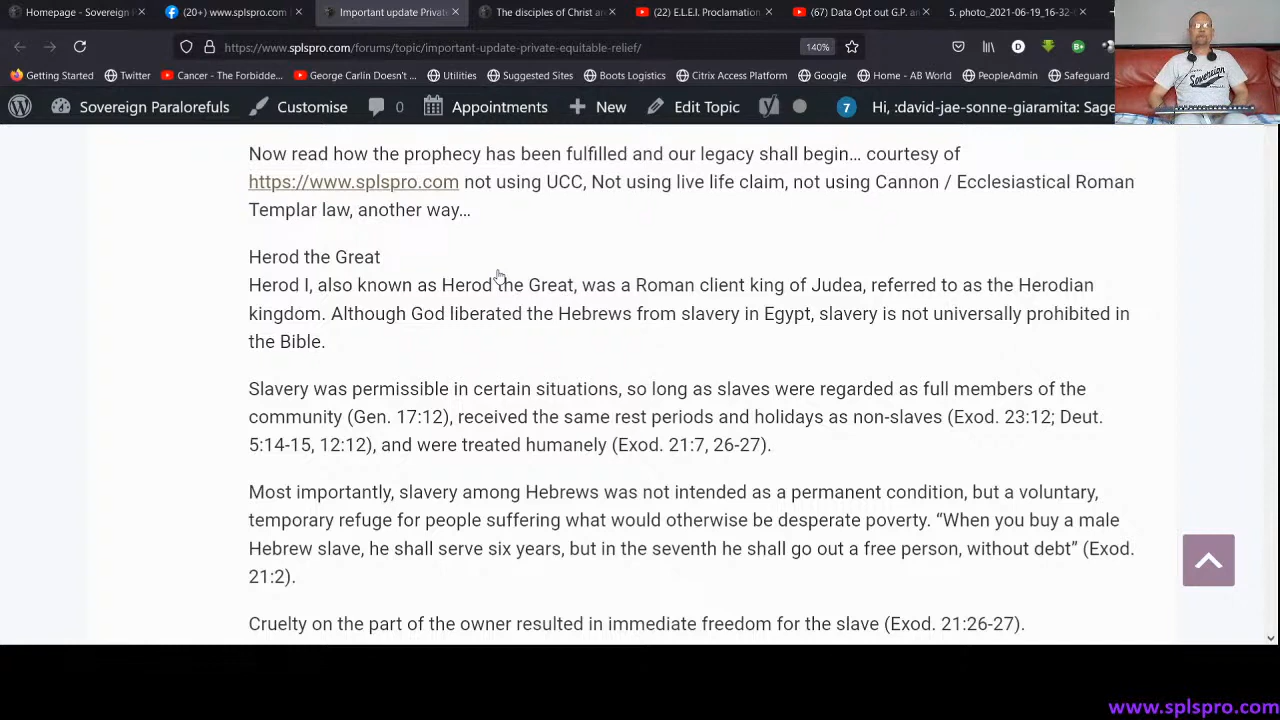 Homepage - Sovereign
(20+) www.splspro.com
Important update Privat
The disciples of Christ ar
(22) E.L.E.I. Proclamation
(67) Data Opt out G.P. an
5. photo_2021-06-19_16-32-
https://www.splspro.com/forums/topic/important-update-private-equitable-relief/
140%
Getting Started
Twitter
Cancer - The Forbidde...
George Carlin Doesn't ...
Utilities
Suggested Sites
Boots Logistics
Citrix Access Platform
Google
Home - AB World
PeopleAdmin
Safeguard
Sovereign
Sovereign Paralorefuls
Customise
0
Appointments
New
Edit Topic
7
Hi, :david-jae-sonne-giaramita: Sage
Now read how the prophecy has been fulfilled and our legacy shall begin… courtesy of
https://www.splspro.com not using UCC, Not using live life claim, not using Cannon / Ecclesiastical Roman
Templar law, another way…
Herod the Great
Herod I, also known as Herod the Great, was a Roman client king of Judea, referred to as the Herodian
kingdom. Although God liberated the Hebrews from slavery in Egypt, slavery is not universally prohibited in
the Bible.
Slavery was permissible in certain situations, so long as slaves were regarded as full members of the
community (Gen. 17:12), received the same rest periods and holidays as non-slaves (Exod. 23:12; Deut.
5:14-15, 12:12), and were treated humanely (Exod. 21:7, 26-27).
Most importantly, slavery among Hebrews was not intended as a permanent condition, but a voluntary,
temporary refuge for people suffering what would otherwise be desperate poverty. “When you buy a male
Hebrew slave, he shall serve six years, but in the seventh he shall go out a free person, without debt” (Exod.
21:2).
Cruelty on the part of the owner resulted in immediate freedom for the slave (Exod. 21:26-27).
www.splspro.com